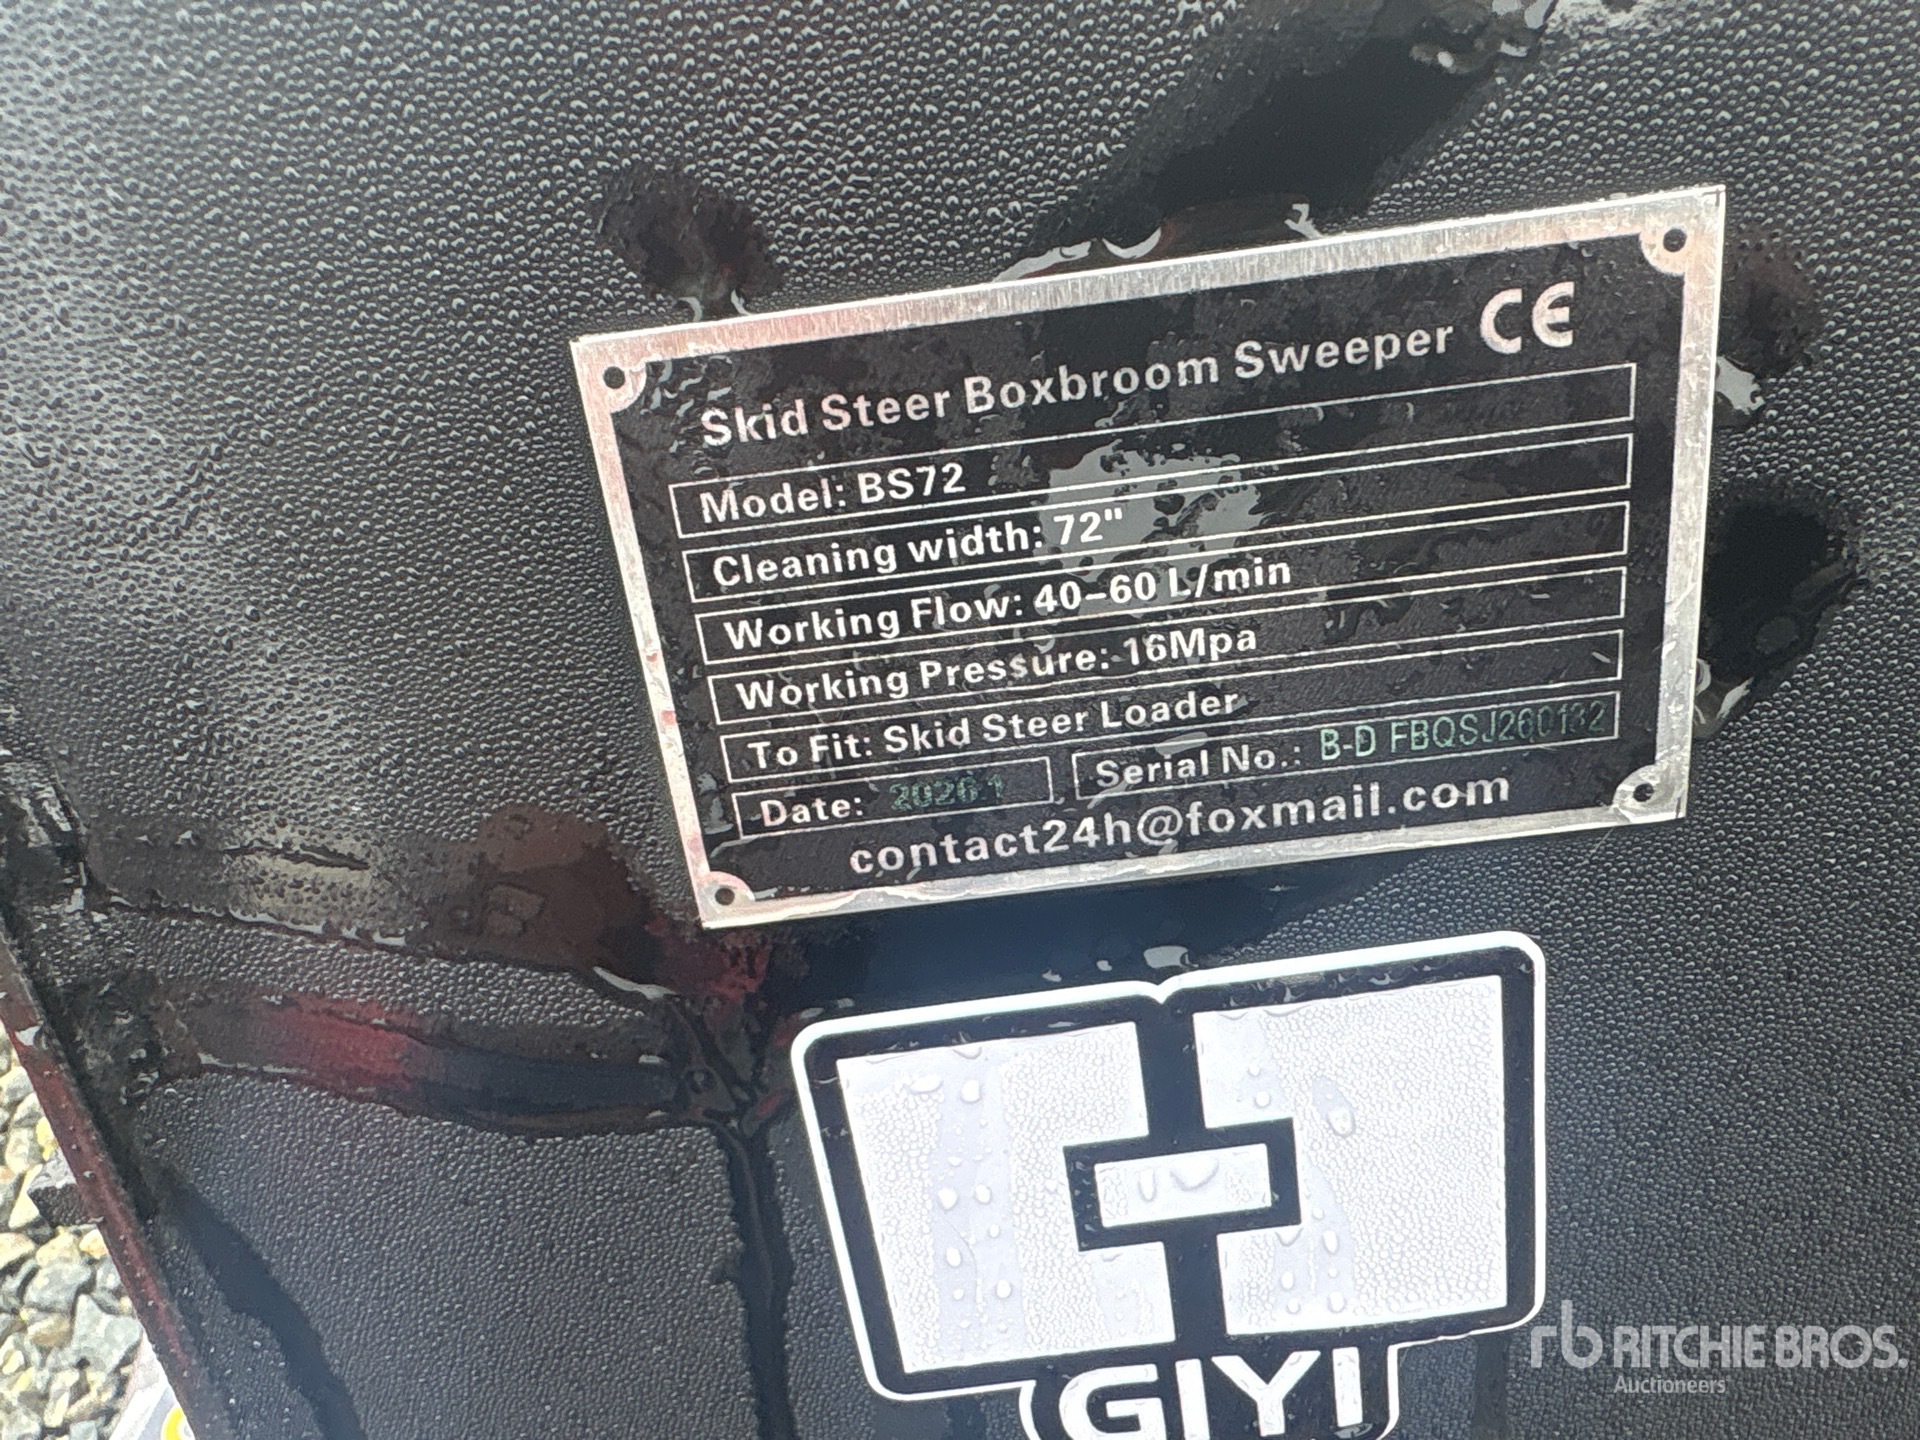 Skid Steer Boxbroom Sweeper CE
Model: BS72
Cleaning width: 72"
Working Flow: 40-60 L/min
Working Pressure: 16Mpa
To Fit: Skid Steer Loader
Date: 2026 1 Serial No.: B-D FBQSJ260132
contact24h@foxmail.com
GIYI
rb RITCHIE BROS.
Auctioneers